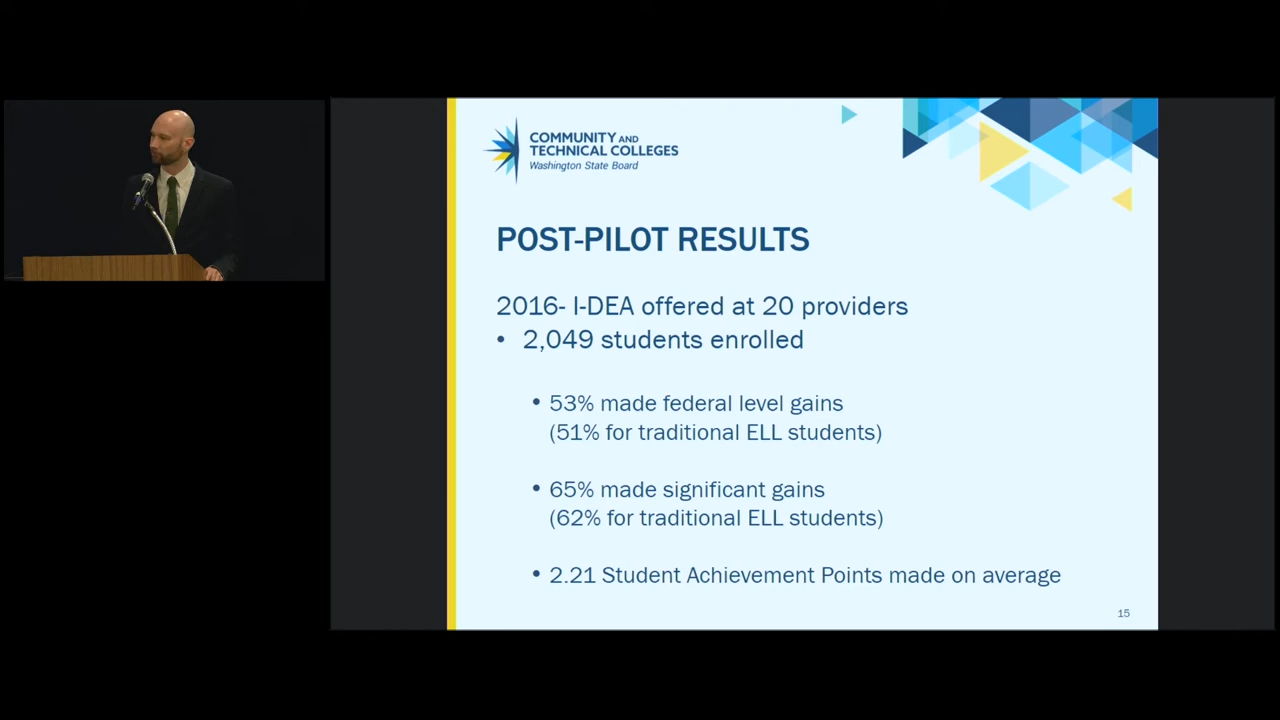 COMMUNITY AND
TECHNICAL COLLEGES
Washington State Board
POST-PILOT RESULTS
2016- I-DEA offered at 20 providers
• 2,049 students enrolled
• 53% made federal level gains
(51% for traditional ELL students)
• 65% made significant gains
(62% for traditional ELL students)
• 2.21 Student Achievement Points made on average
15